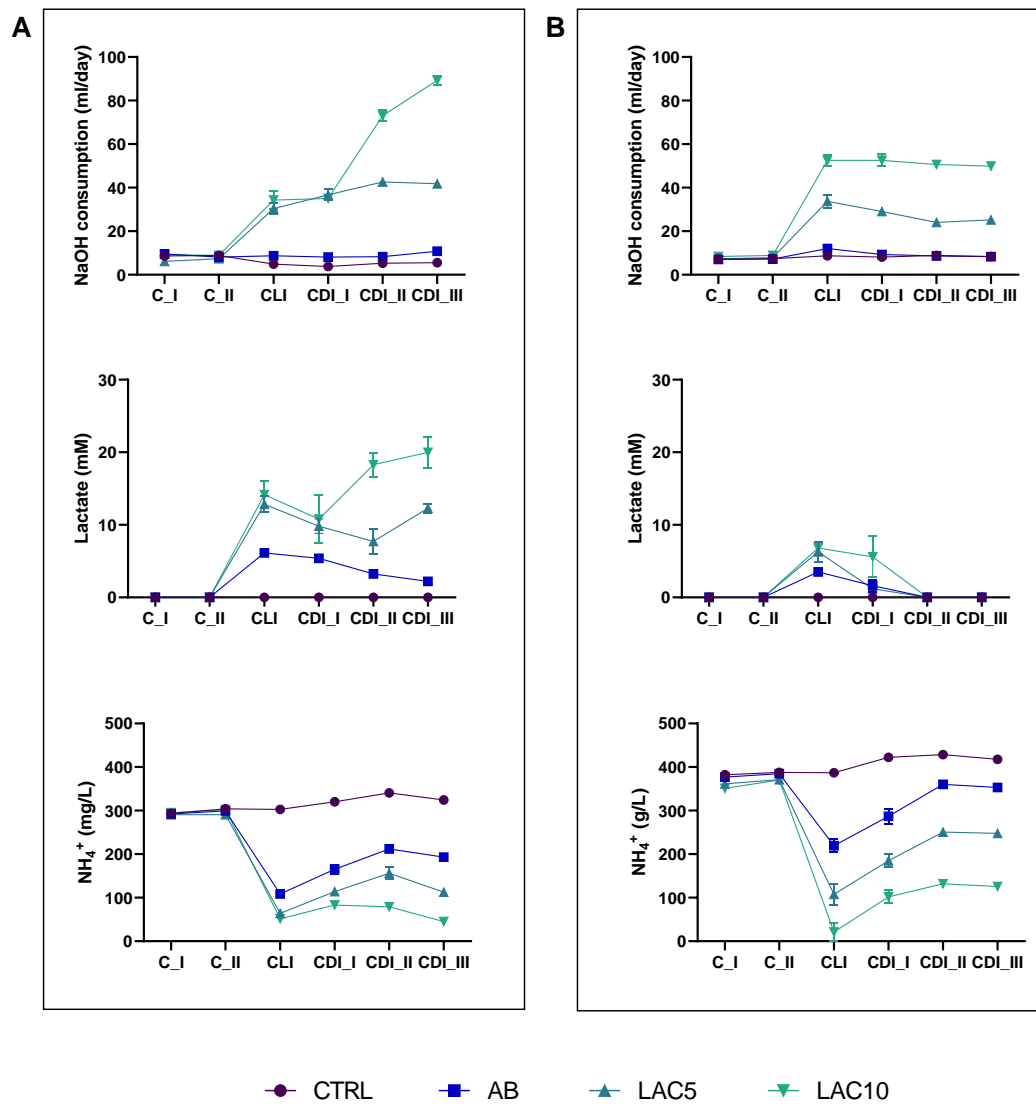 A
NaOH consumption (ml/day)
100
80
60
40
20
0
C_I C_II CLI CDI_I CDI_II CDI_III
Lactate (mM)
30
20
10
0
C_I C_II CLI CDI_I CDI_II CDI_III
NH₄⁺ (mg/L)
500
400
300
200
100
0
C_I C_II CLI CDI_I CDI_II CDI_III
B
NaOH consumption (ml/day)
100
80
60
40
20
0
C_I C_II CLI CDI_I CDI_II CDI_III
Lactate (mM)
30
20
10
0
C_I C_II CLI CDI_I CDI_II CDI_III
NH₄⁺ (g/L)
500
400
300
200
100
0
C_I C_II CLI CDI_I CDI_II CDI_III
CTRL AB LAC5 LAC10